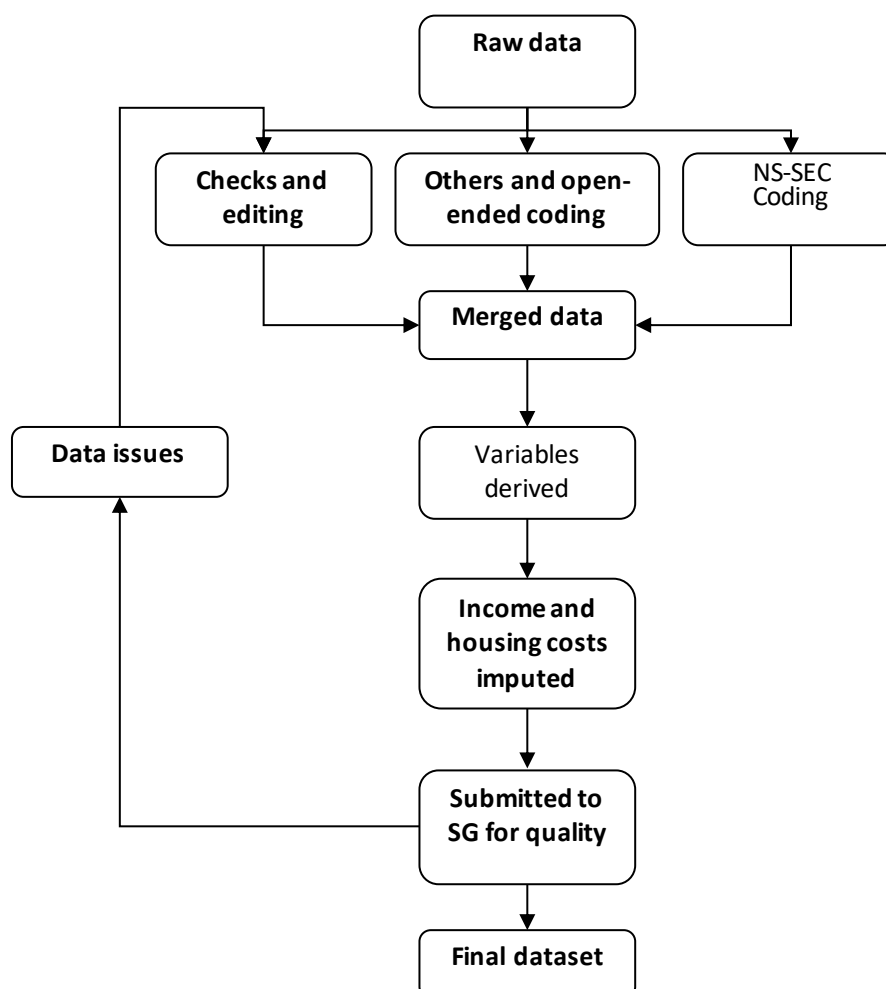 Raw data
Checks and
editing
Others and open-
ended coding
NS-SEC
Coding
Merged data
Data issues
Variables
derived
Income and
housing costs
imputed
Submitted to
SG for quality
Final dataset